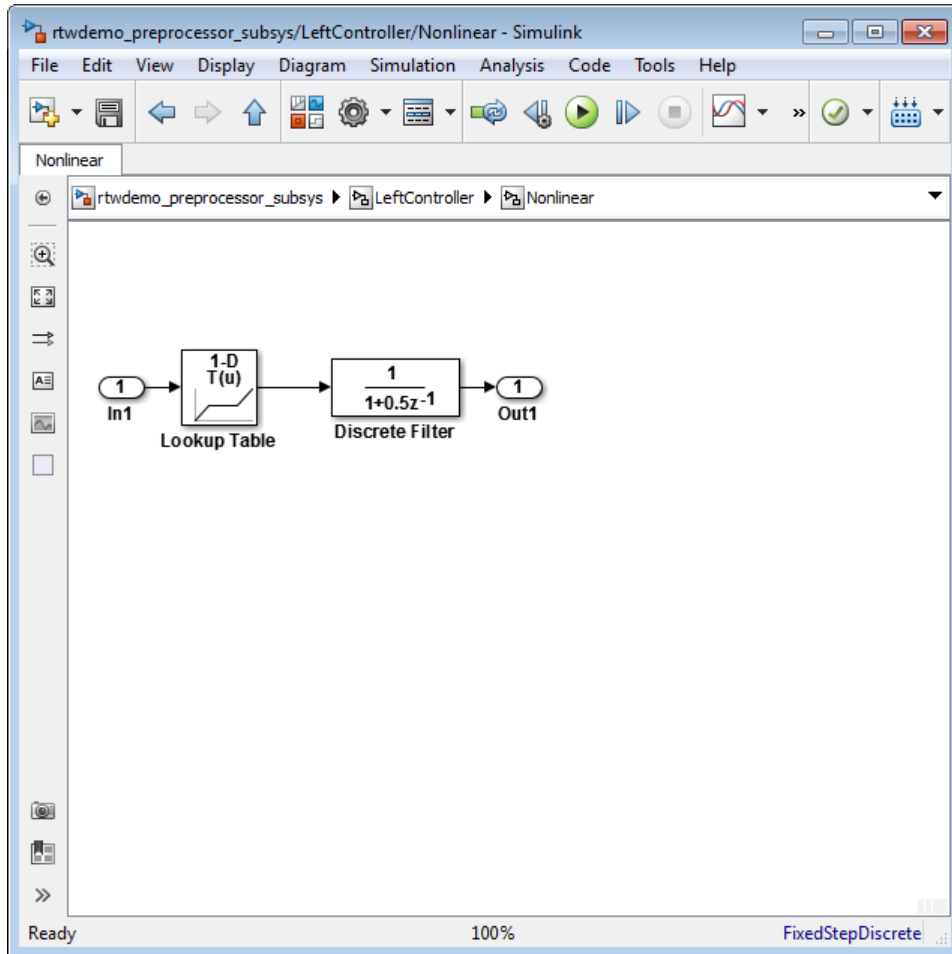 rtwdemo_preprocessor_subsys/LeftController/Nonlinear - Simulink
File Edit View Display Diagram Simulation Analysis Code Tools Help
»
Nonlinear
rtwdemo_preprocessor_subsys LeftController Nonlinear
1-D
T(u)
1
In1
Lookup Table
1
1+0.5z-1
Discrete Filter
1
Out1
Ready 100% FixedStepDiscrete